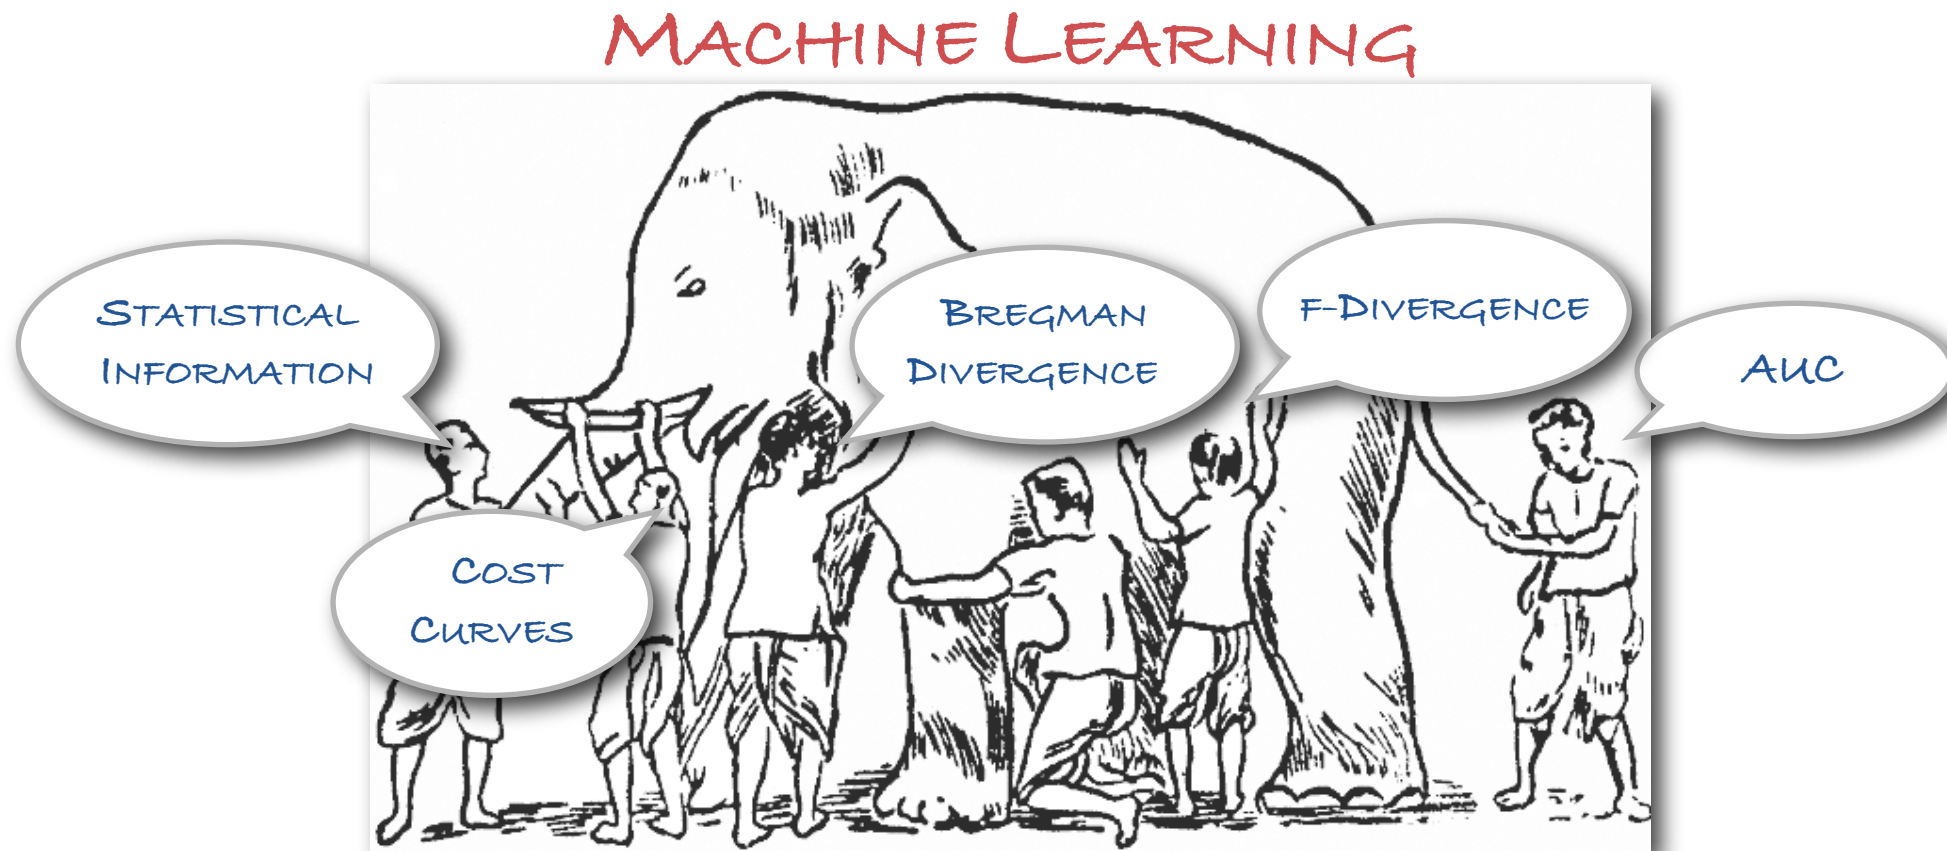 MACHINE LEARNING
STATISTICAL
INFORMATION
BREGMAN
DIVERGENCE
F-DIVERGENCE
AUC
COST
CURVES